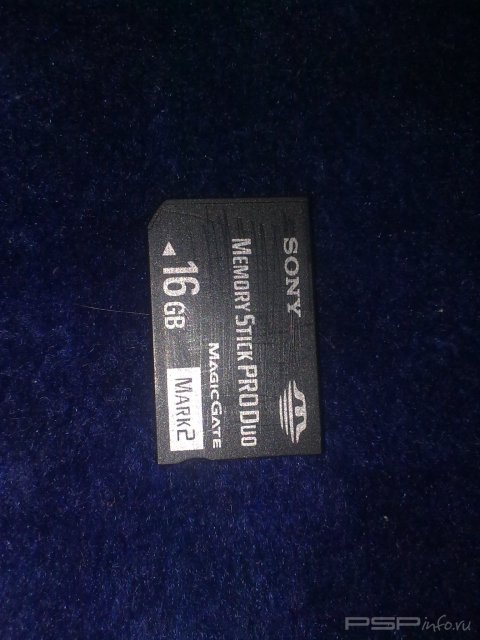 SONY
MEMORY STICK PRO DUO
MAGICGATE
MARK2
16GB
PSPinfo.ru